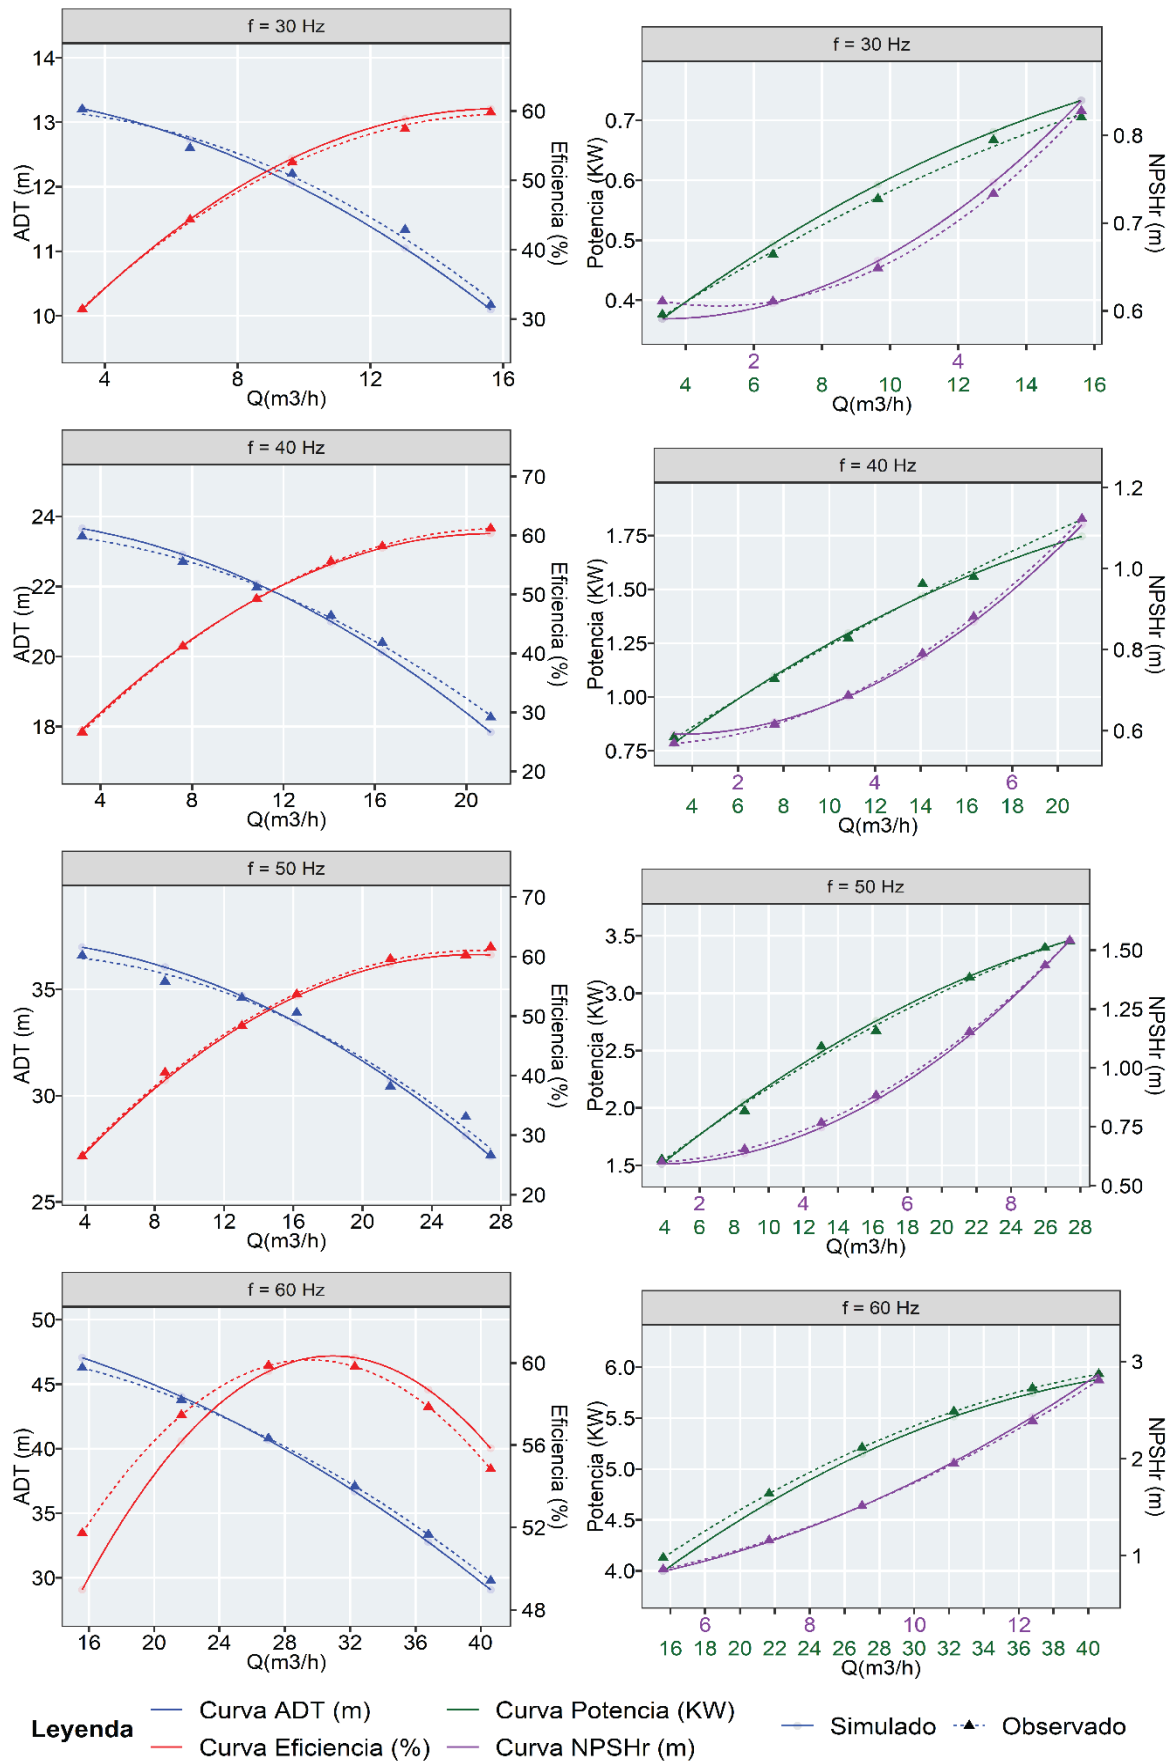 f = 30 Hz
14
13
12
11
10
ADT (m)
60
50
40
30
Eficiencia (%)
4 8 12 16
Q(m3/h)
f = 30 Hz
0.7
0.6
0.5
0.4
Potencia (KW)
0.8
0.7
0.6
NPSHr (m)
2 4
4 6 8 10 12 14 16
Q(m3/h)
f = 40 Hz
24
22
20
18
ADT (m)
70
60
50
40
30
20
Eficiencia (%)
4 8 12 16 20
Q(m3/h)
f = 40 Hz
1.75
1.50
1.25
1.00
0.75
Potencia (KW)
1.2
1.0
0.8
0.6
NPSHr (m)
2 4 6
4 6 8 10 12 14 16 18 20
Q(m3/h)
f = 50 Hz
35
30
25
ADT (m)
70
60
50
40
30
20
Eficiencia (%)
4 8 12 16 20 24 28
Q(m3/h)
f = 50 Hz
3.5
3.0
2.5
2.0
1.5
Potencia (KW)
1.50
1.25
1.00
0.75
0.50
NPSHr (m)
2 4 6 8
4 6 8 10 12 14 16 18 20 22 24 26 28
Q(m3/h)
f = 60 Hz
50
45
40
35
30
ADT (m)
60
56
52
48
Eficiencia (%)
16 20 24 28 32 36 40
Q(m3/h)
f = 60 Hz
6.0
5.5
5.0
4.5
4.0
Potencia (KW)
3
2
1
NPSHr (m)
6 8 10 12
16 18 20 22 24 26 28 30 32 34 36 38 40
Q(m3/h)
Leyenda
Curva ADT (m)
Curva Potencia (KW)
Curva Eficiencia (%)
Curva NPSHr (m)
Simulado
Observado